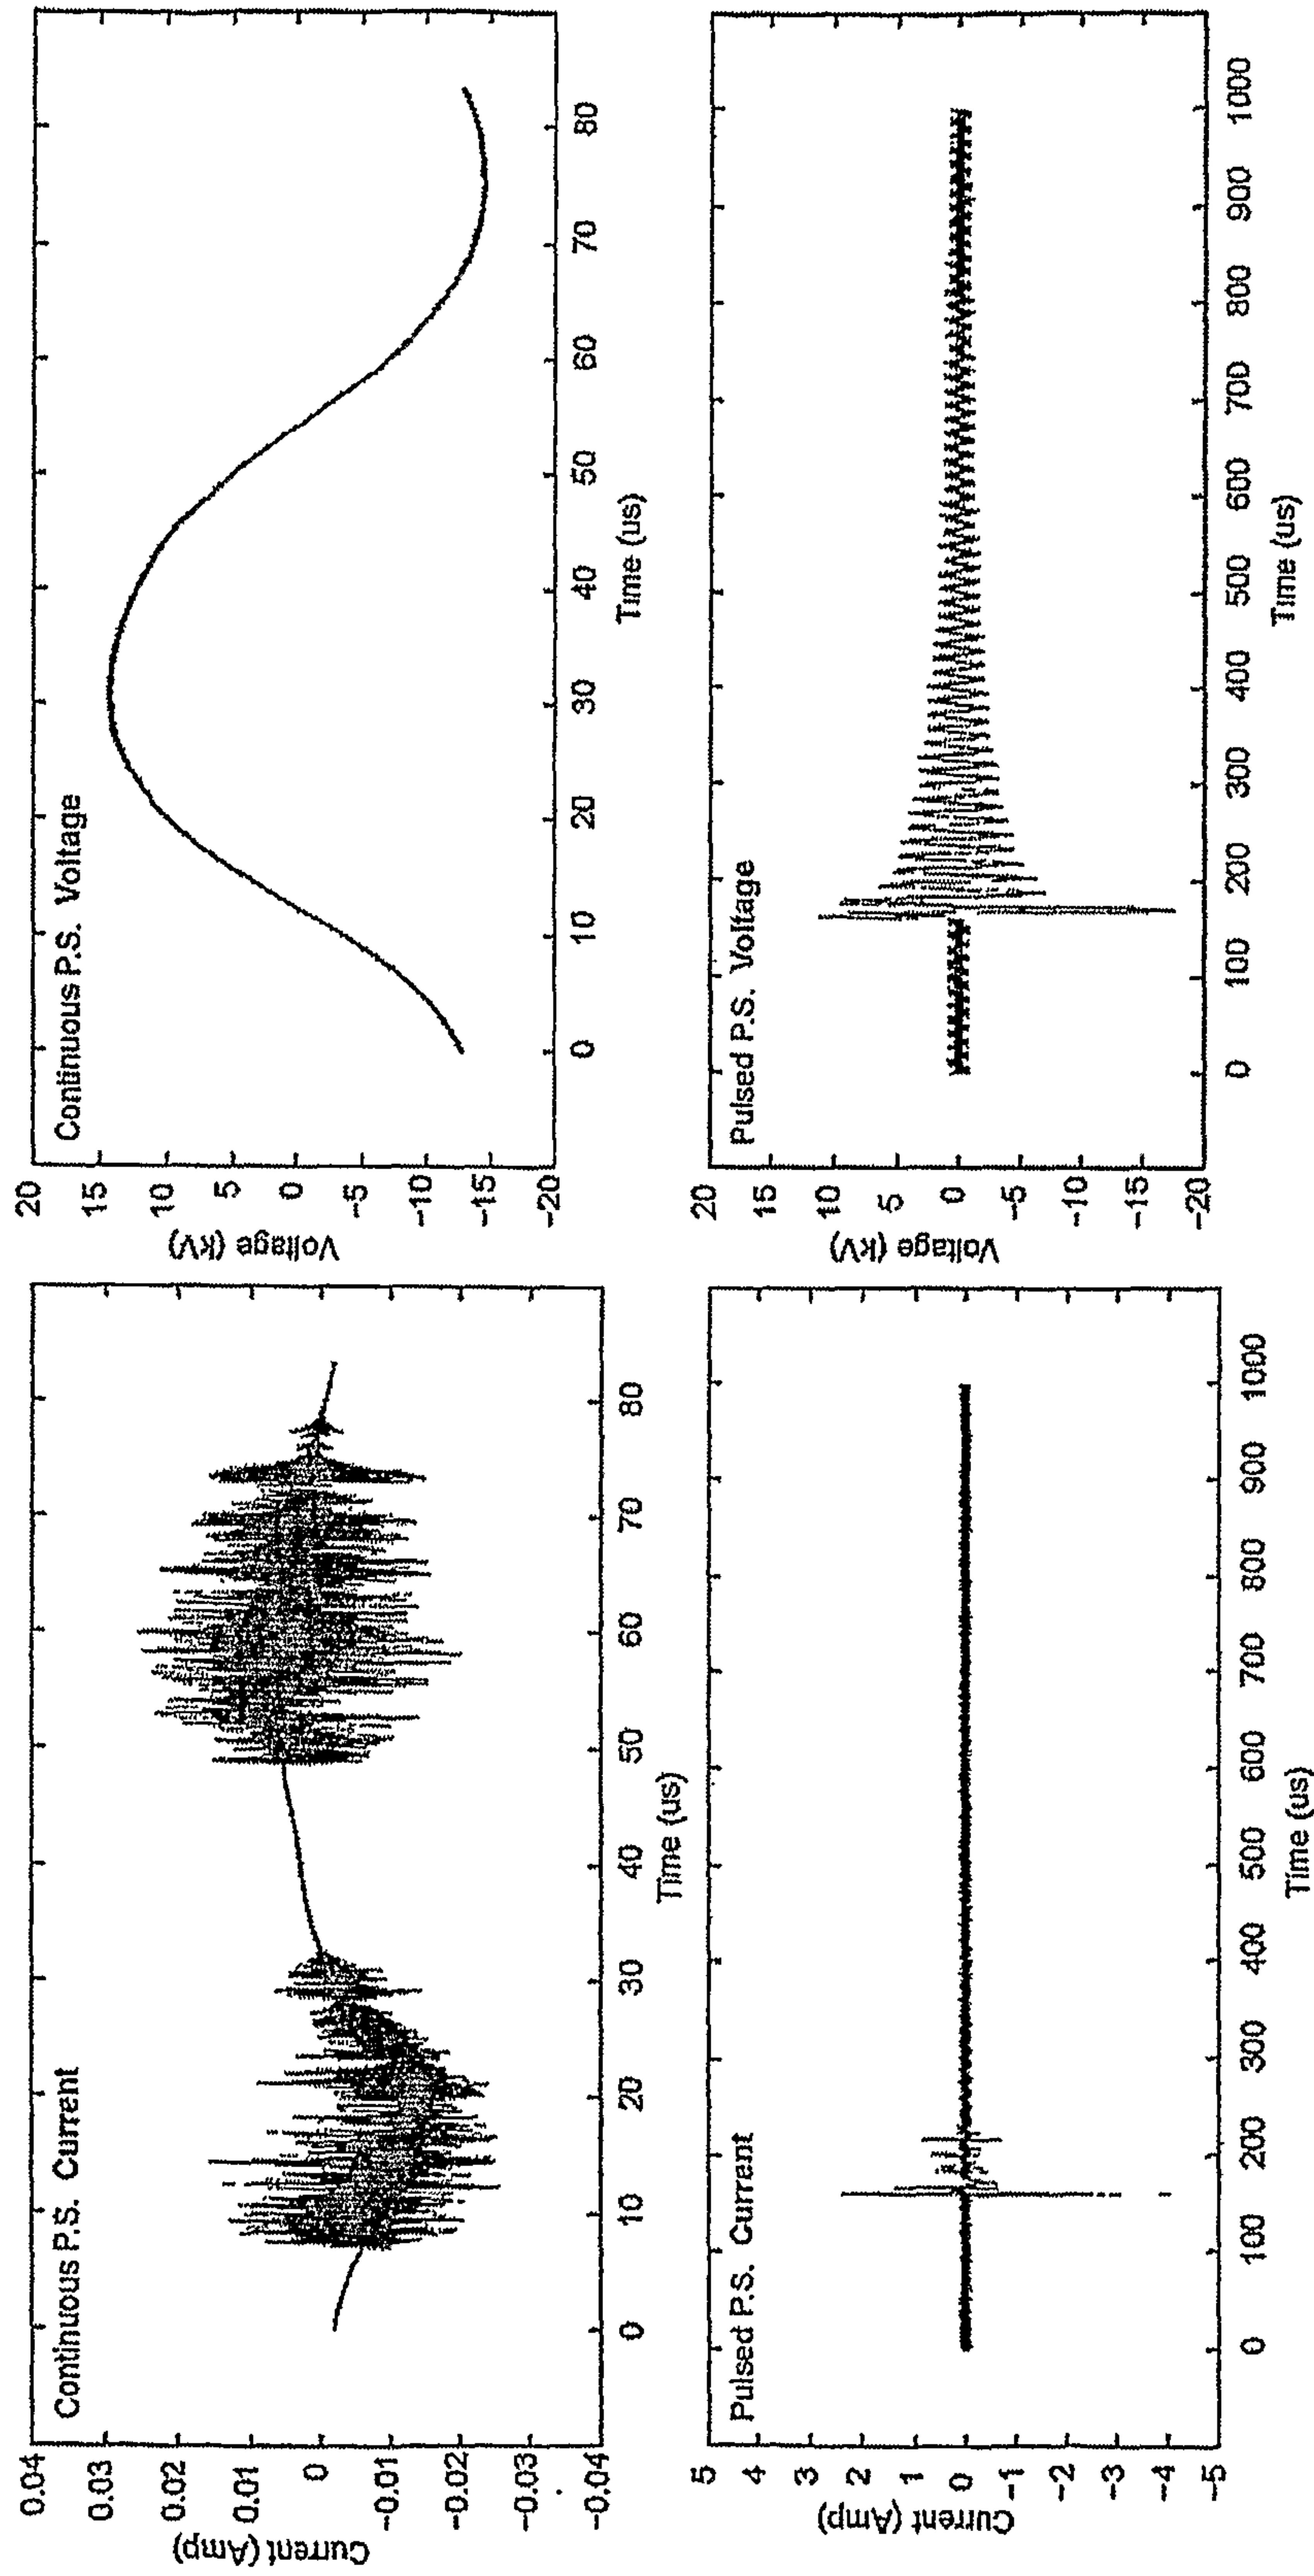 Continuous P.S. Current
0.04
0.03
0.02
0.01
0
-0.01
-0.02
-0.03
-0.04
Current (Amp)
0 10 20 30 40 50 60 70 80
Time (us)
Continuous P.S. Voltage
20
15
10
5
0
-5
-10
-15
-20
Voltage (kV)
0 10 20 30 40 50 60 70 80
Time (us)
Pulsed P.S. Current
5
4
3
2
1
0
-1
-2
-3
-4
-5
Current (Amp)
0 100 200 300 400 500 600 700 800 900 1000
Time (us)
Pulsed P.S. Voltage
20
15
10
5
0
-5
-10
-15
-20
Voltage (kV)
0 100 200 300 400 500 600 700 800 900 1000
Time (us)